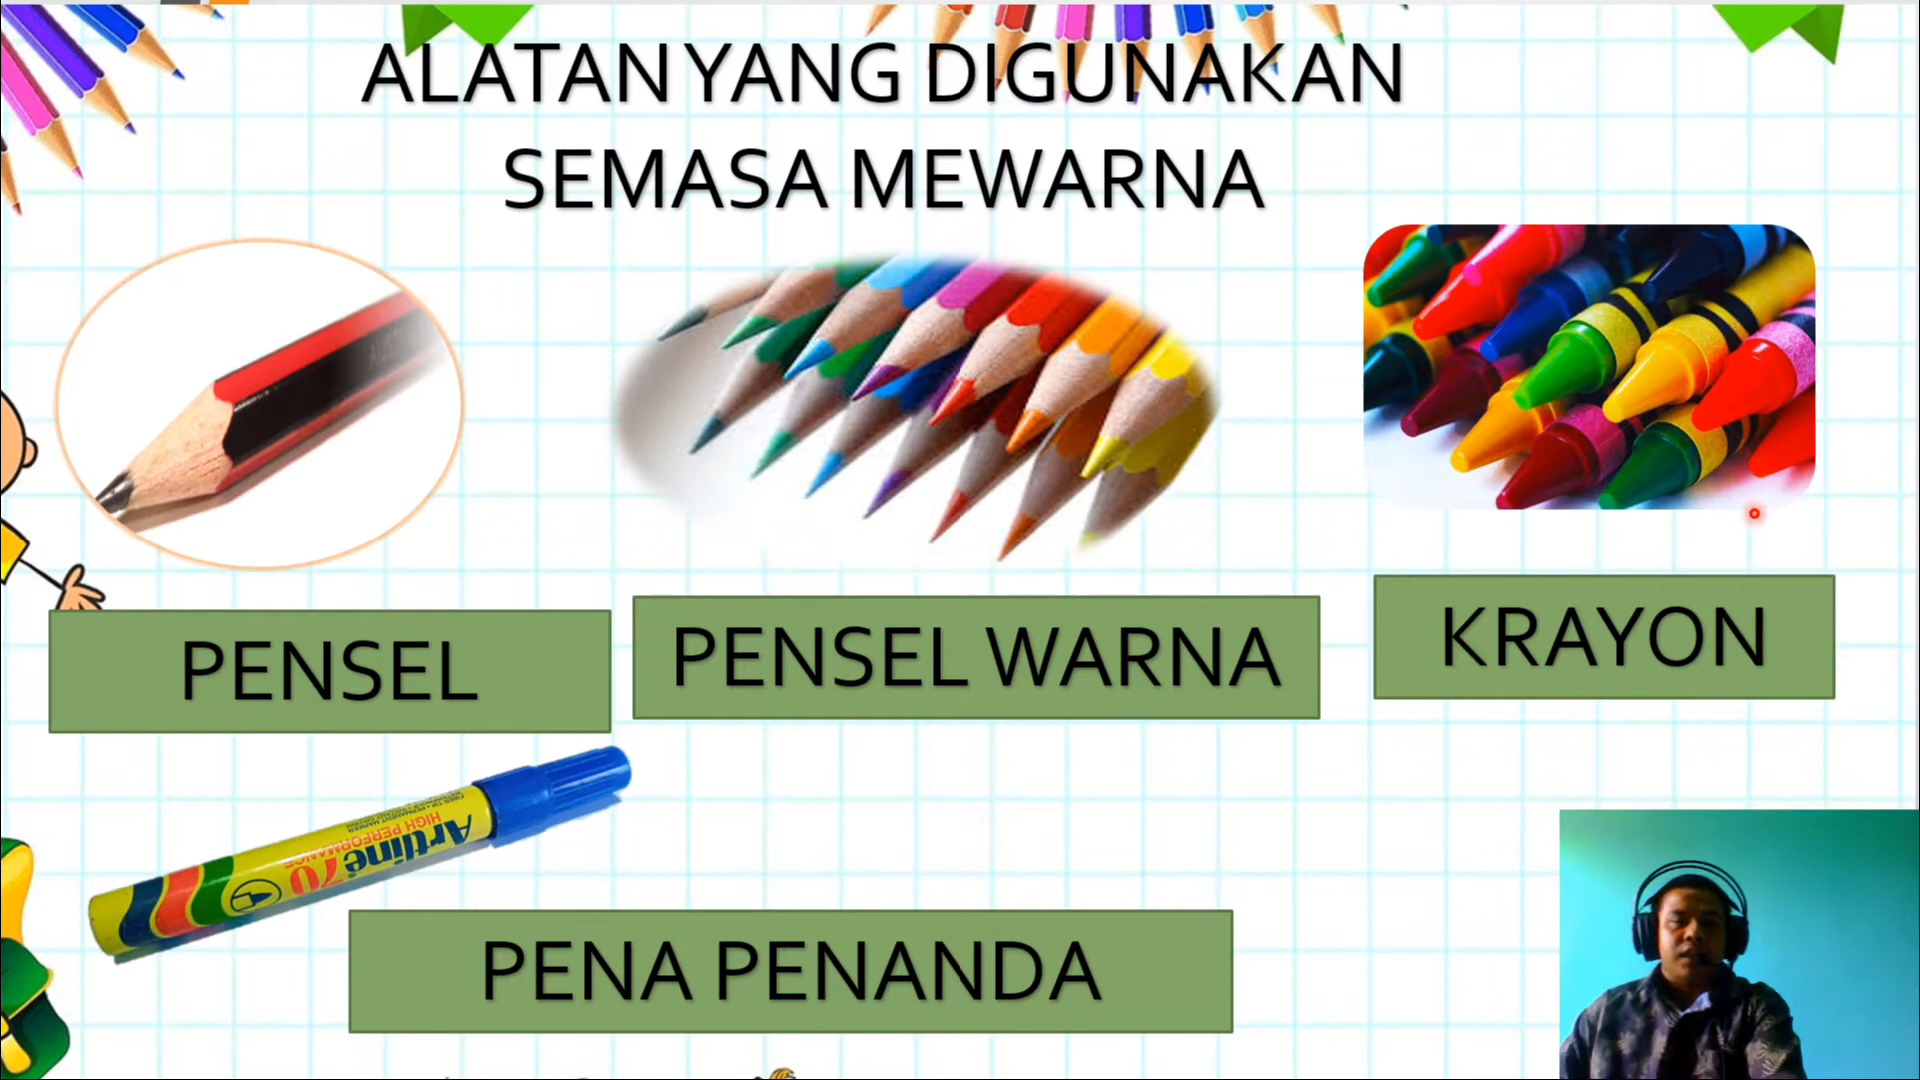 ALATAN YANG DIGUNAKAN
SEMASA MEWARNA
PENSEL
PENSEL WARNA
KRAYON
Artline 70
HIGH PERFORMANCE
PENA PENANDA